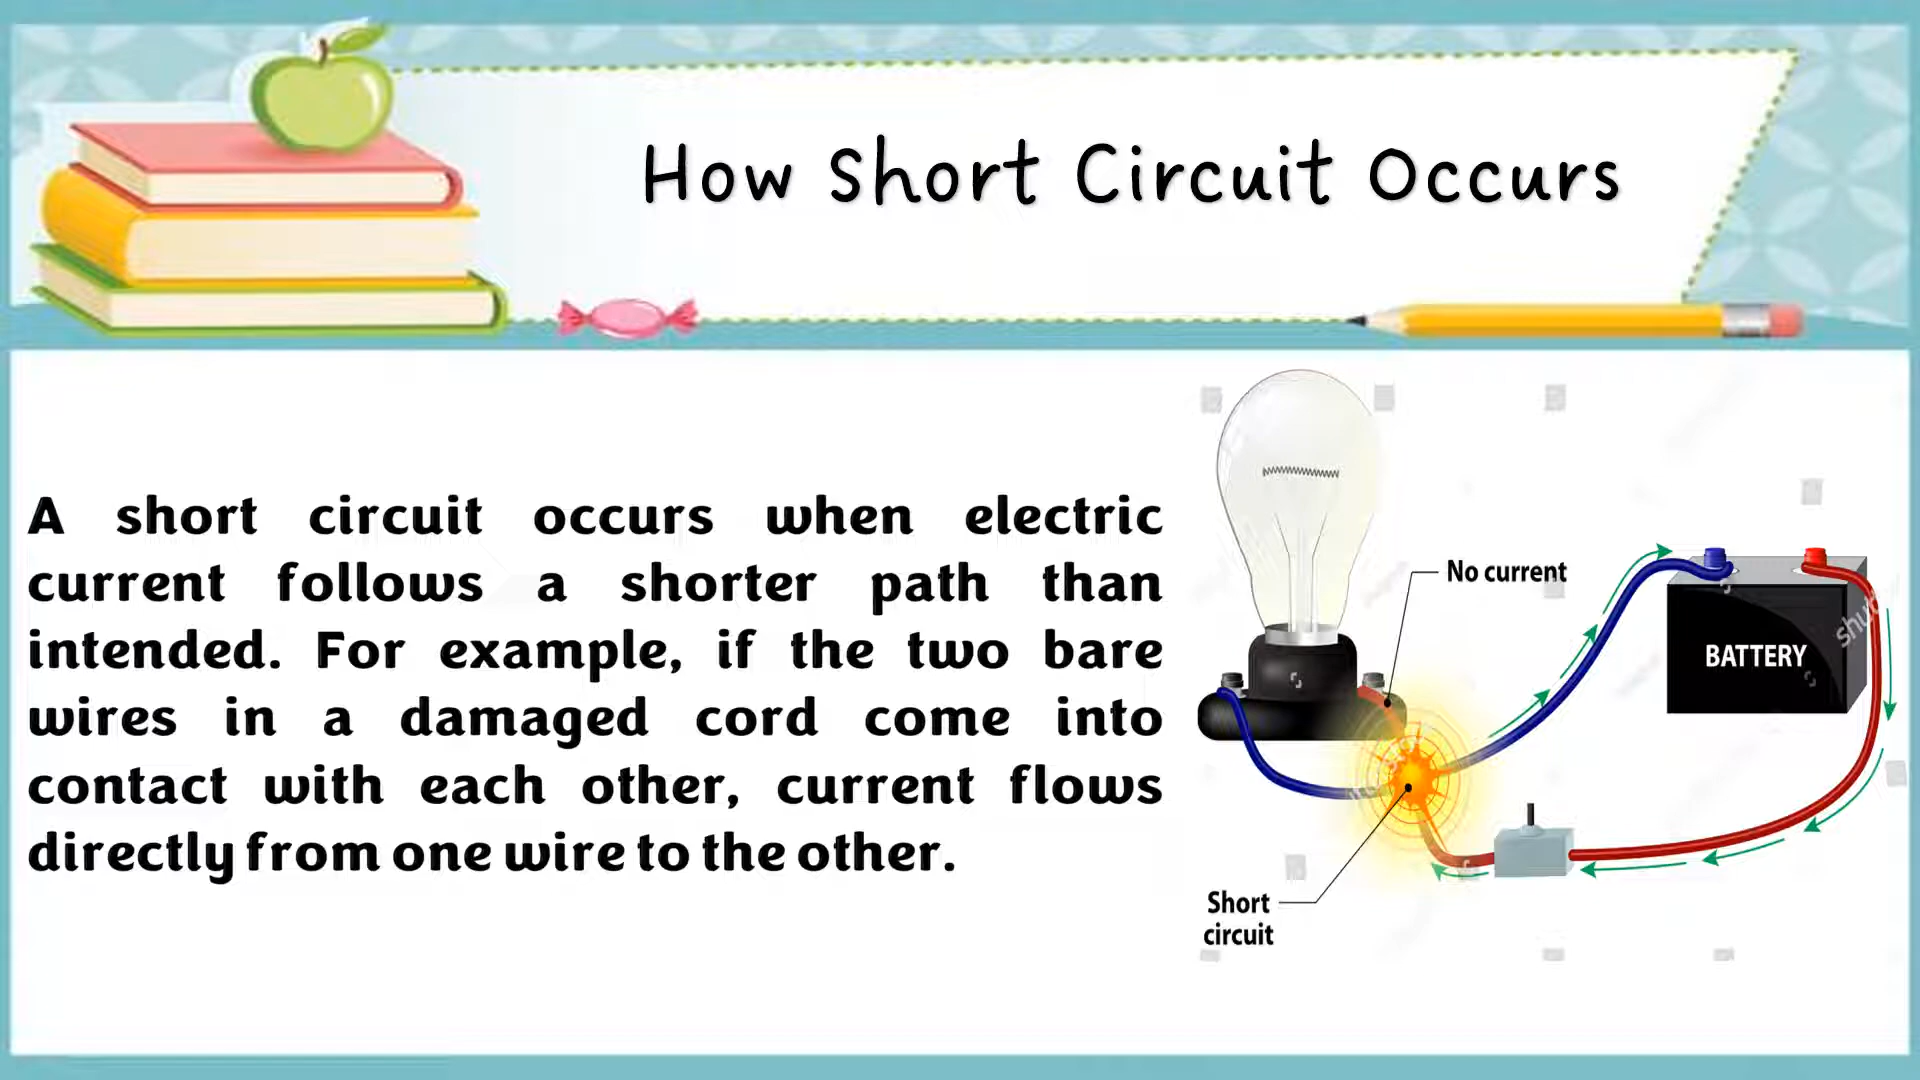 How Short Circuit Occurs
A short circuit occurs when electric
current follows a shorter path than
intended. For example, if the two bare
wires in a damaged cord come into
contact with each other, current flows
directly from one wire to the other.
No current
BATTERY
Short
circuit